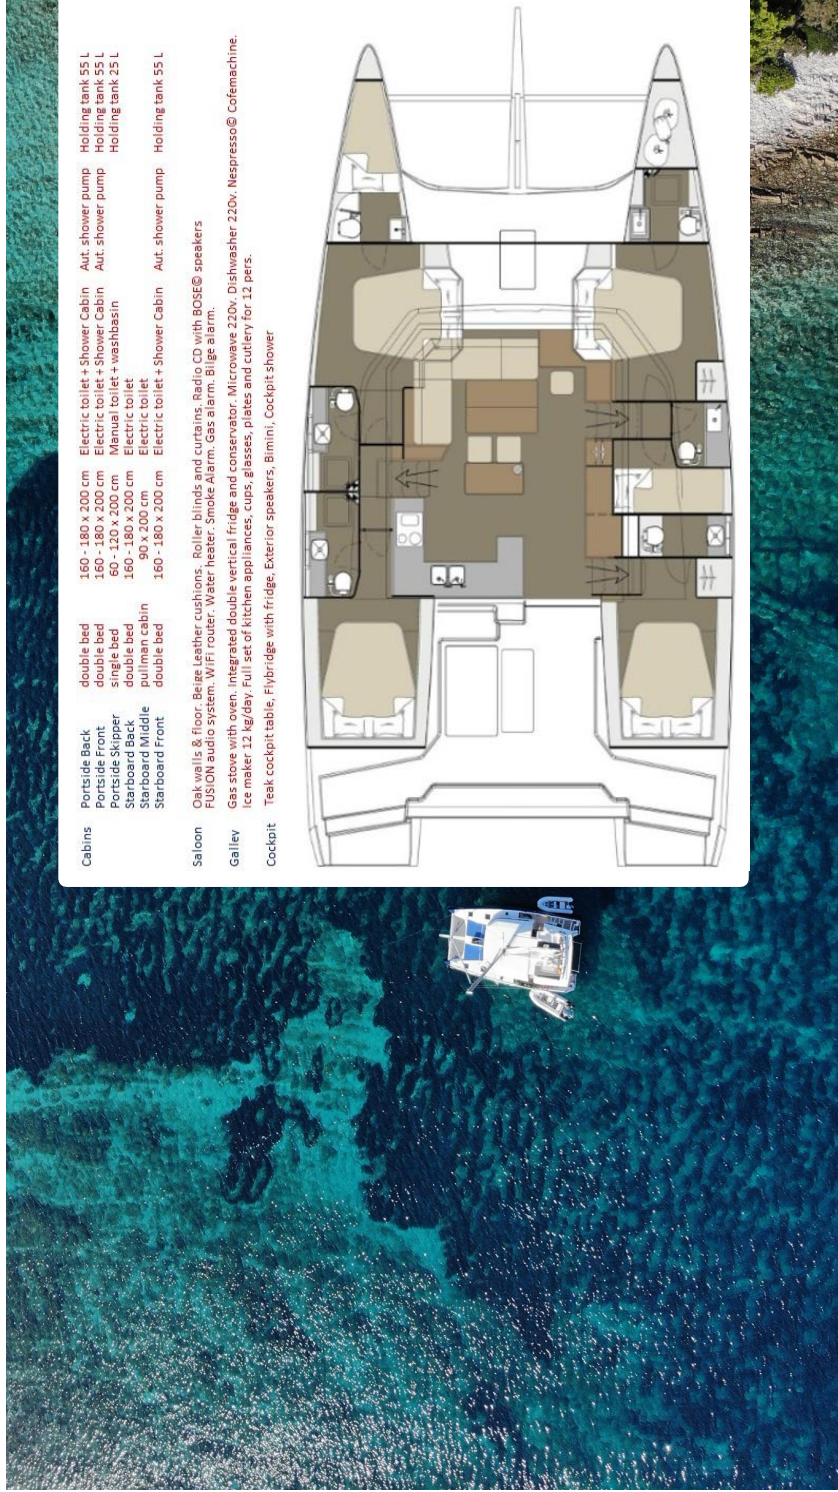 Cabins Portside Back double bed 160 - 180 x 200 cm Electric toilet + Shower Cabin Aut. shower pump Holding tank 55 L
Portside Front double bed 160 - 180 x 200 cm Electric toilet + Shower Cabin Aut. shower pump Holding tank 55 L
Portside Skipper single bed 60 - 120 x 200 cm Manual toilet + washbasin Holding tank 25 L
Starboard Back double bed 160 - 180 x 200 cm Electric toilet
Starboard Middle pullman cabin 90 x 200 cm Electric toilet
Starboard Front double bed 160 - 180 x 200 cm Electric toilet + Shower Cabin Aut. shower pump Holding tank 55 L
Saloon Oak walls & floor. Beige Leather cushions. Roller blinds and curtains. Radio CD with BOSE© speakers
FUSION audio system. WiFi router. Water heater. Smoke Alarm. Gas alarm. Bilge alarm.
Galley Gas stove with oven. Integrated double vertical fridge and conservator. Microwave 220v. Dishwasher 220v. Nespresso© Cofemachine.
Ice maker 12 kg/day. Full set of kitchen appliances, cups, glasses, plates and cutlery for 12 pers.
Cockpit Teak cockpit table, Flybridge with fridge, Exterior speakers, Bimini, Cockpit shower